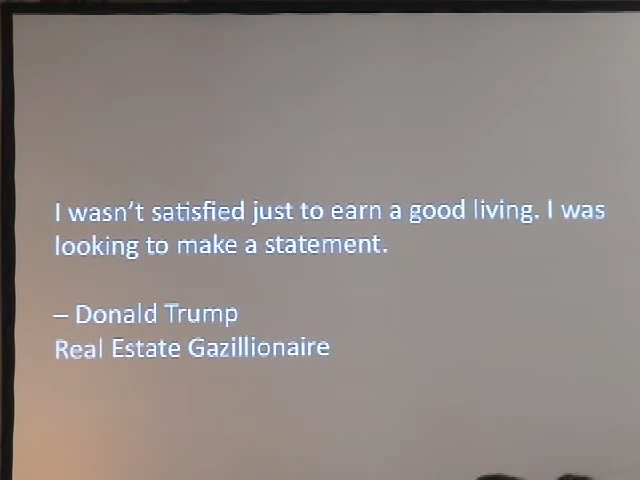 I wasn't satisfied just to earn a good living. I was
looking to make a statement.
– Donald Trump
Real Estate Gazillionaire